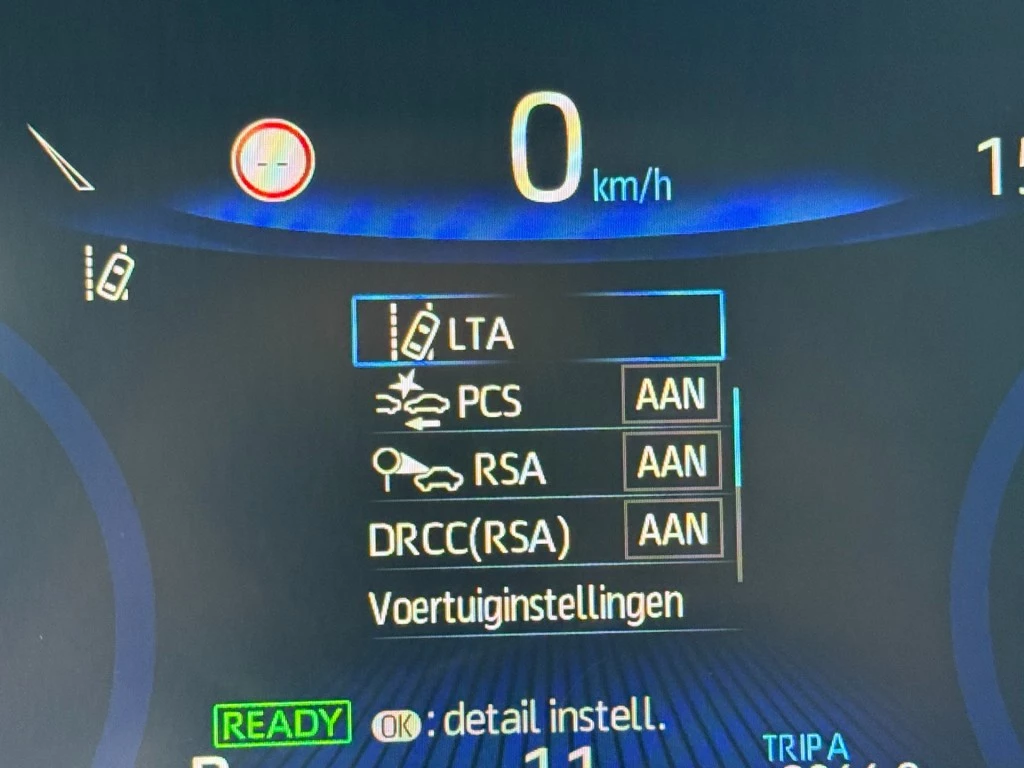 0 km/h
LTA
PCS AAN
RSA AAN
DRCC(RSA) AAN
Voertuiginstellingen
READY OK : detail instell.
TRIP A